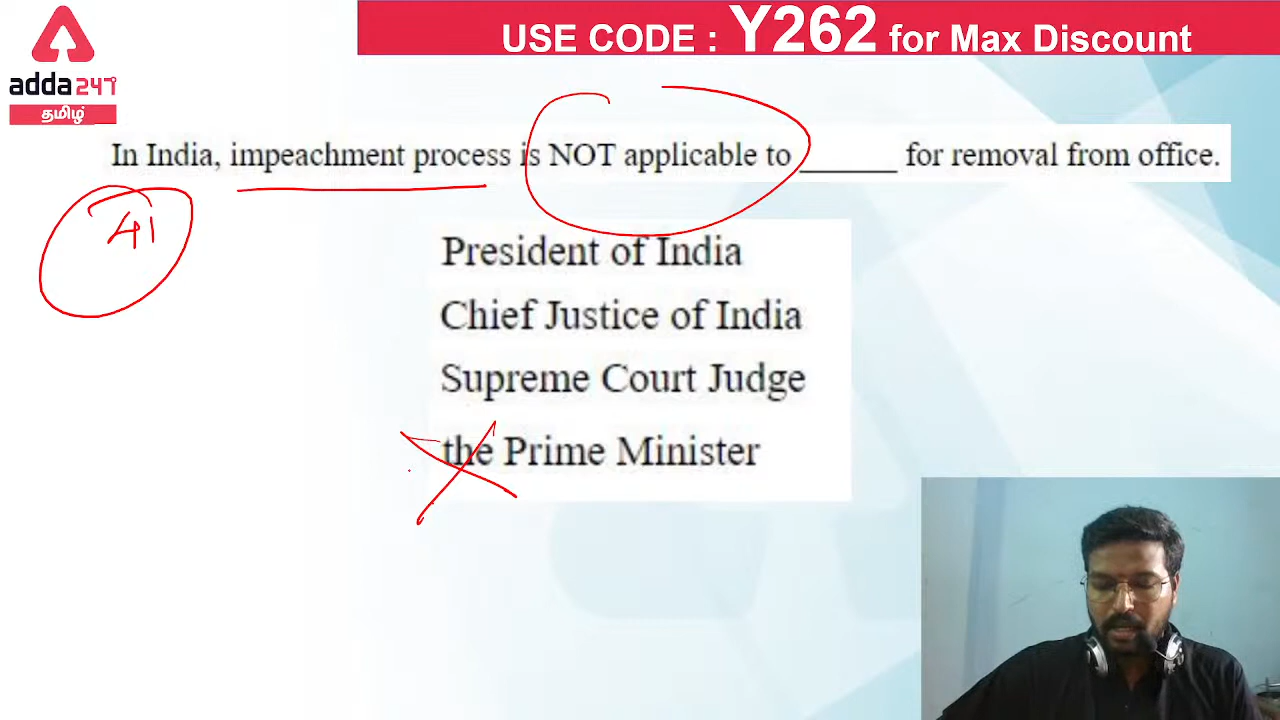 USE CODE : Y262 for Max Discount
adda247
தமிழ்
In India, impeachment process is NOT applicable to ______ for removal from office.
41
President of India
Chief Justice of India
Supreme Court Judge
the Prime Minister